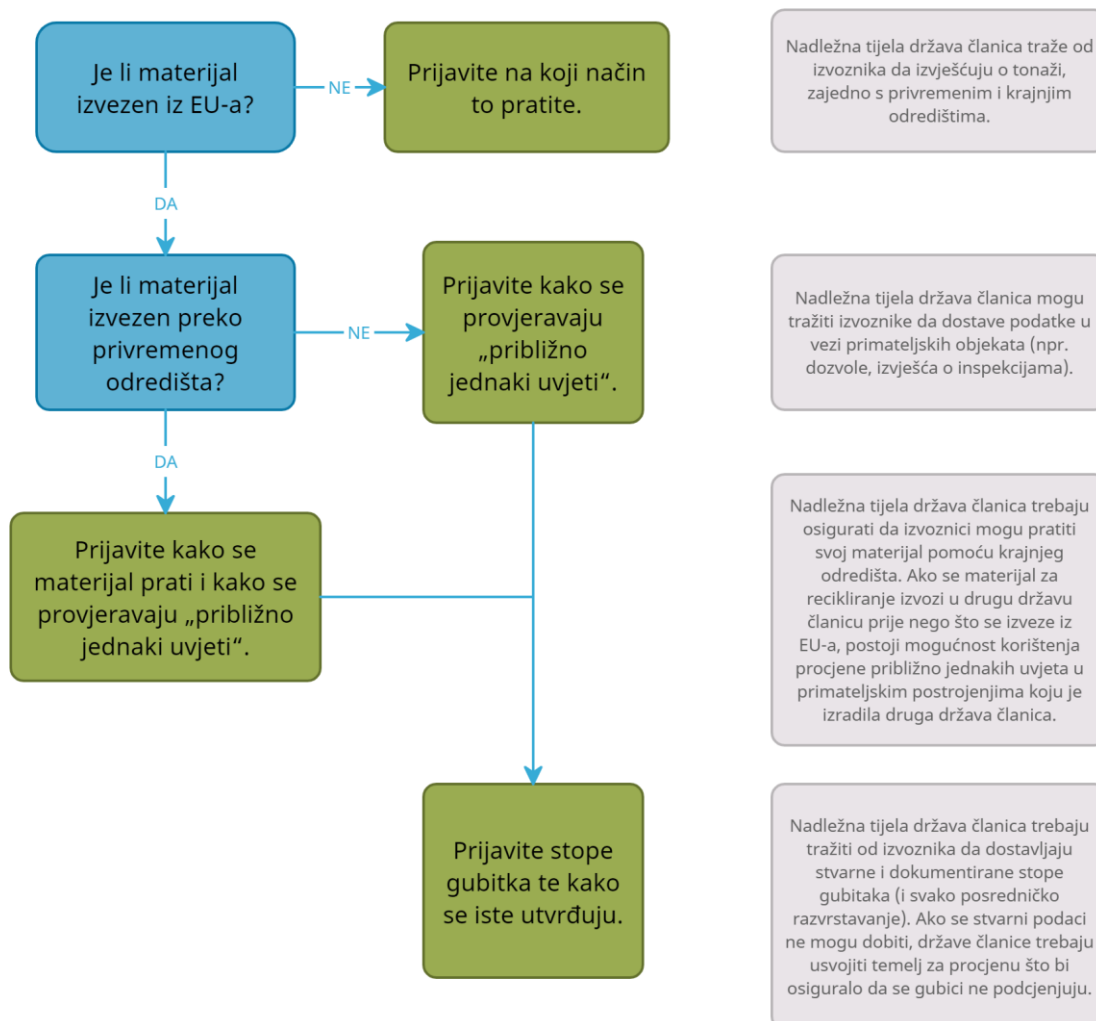 Je li materijal
izvezen iz EU-a?
NE
Prijavite na koji način
to pratite.
Nadležna tijela država članica traže od
izvoznika da izvješćuju o tonaži,
zajedno s privremenim i krajnjim
odredištima.
DA
Je li materijal
izvezen preko
privremenog
odredišta?
NE
Prijavite kako se
provjeravaju
„približno
jednaki uvjeti“.
Nadležna tijela država članica mogu
tražiti izvoznike da dostave podatke u
vezi primateljskih objekata (npr.
dozvole, izvješća o inspekcijama).
DA
Prijavite kako se
materijal prati i kako se
provjeravaju „približno
jednaki uvjeti“.
Nadležna tijela država članica trebaju
osigurati da izvoznici mogu pratiti
svoj materijal pomoću krajnjeg
odredišta. Ako se materijal za
recikliranje izvozi u drugu državu
članicu prije nego što se izveze iz
EU-a, postoji mogućnost korištenja
procjene približno jednakih uvjeta u
primateljskim postrojenjima koju je
izradila druga država članica.
Prijavite stope
gubitka te kako
se iste utvrđuju.
Nadležna tijela država članica trebaju
tražiti od izvoznika da dostavljaju
stvarne i dokumentirane stope
gubitaka (i svako posredničko
razvrstavanje). Ako se stvarni podaci
ne mogu dobiti, države članice trebaju
usvojiti temelj za procjenu što bi
osiguralo da se gubici ne podcjenjuju.